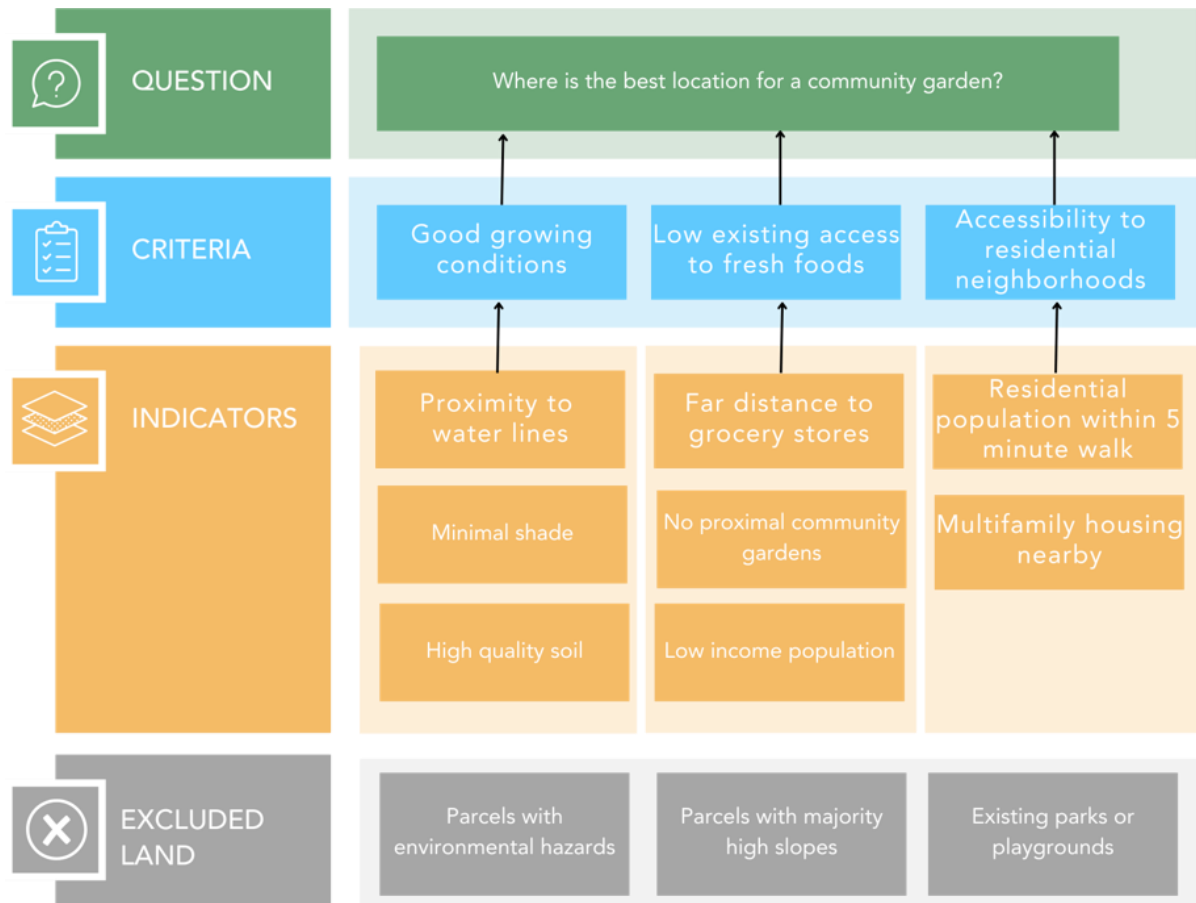 QUESTION
Where is the best location for a community garden?
CRITERIA
Good growing
conditions
Low existing access
to fresh foods
Accessibility to
residential
neighborhoods
INDICATORS
Proximity to
water lines
Far distance to
grocery stores
Residential
population within 5
minute walk
Minimal shade
No proximal community
gardens
Multifamily housing
nearby
High quality soil
Low income population
EXCLUDED
LAND
Parcels with
environmental hazards
Parcels with majority
high slopes
Existing parks or
playgrounds